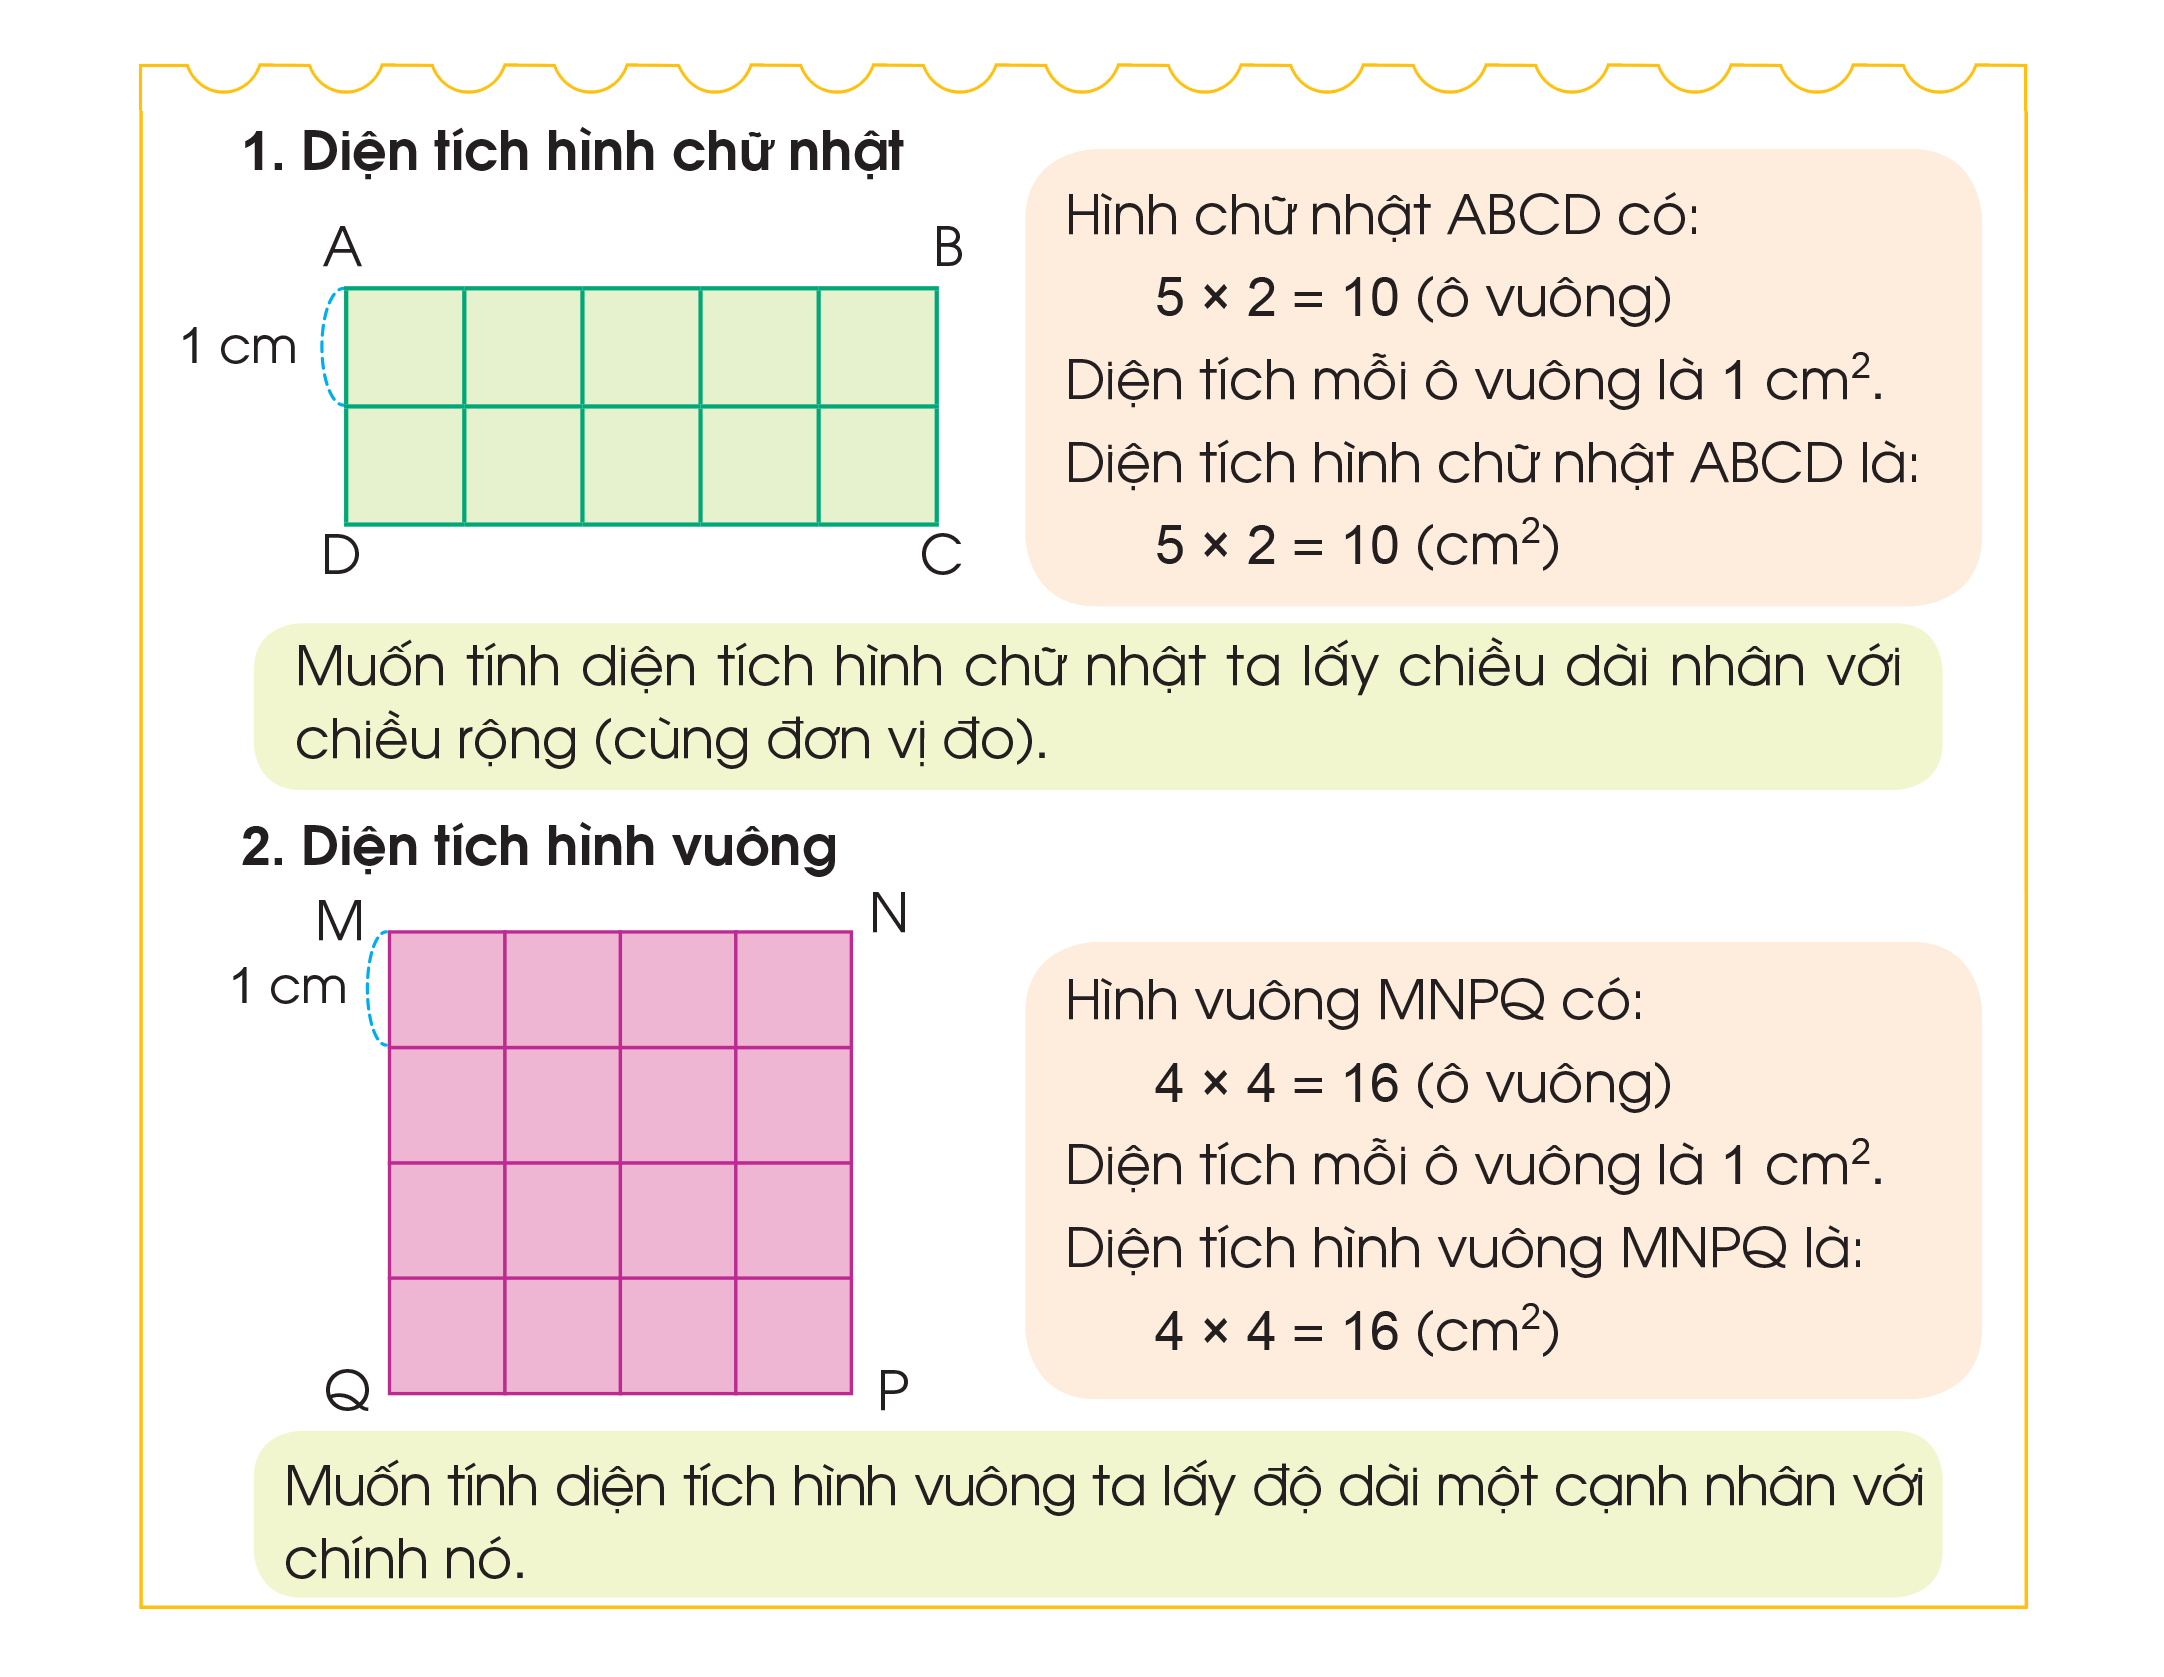 1. Diện tích hình chữ nhật
A
B
1 cm
D
C
Hình chữ nhật ABCD có:
5 × 2 = 10 (ô vuông)
Diện tích mỗi ô vuông là 1 cm².
Diện tích hình chữ nhật ABCD là:
5 × 2 = 10 (cm²)
Muốn tính diện tích hình chữ nhật ta lấy chiều dài nhân với
chiều rộng (cùng đơn vị đo).
2. Diện tích hình vuông
M
N
1 cm
Q
P
Hình vuông MNPQ có:
4 × 4 = 16 (ô vuông)
Diện tích mỗi ô vuông là 1 cm².
Diện tích hình vuông MNPQ là:
4 × 4 = 16 (cm²)
Muốn tính diện tích hình vuông ta lấy độ dài một cạnh nhân với
chính nó.